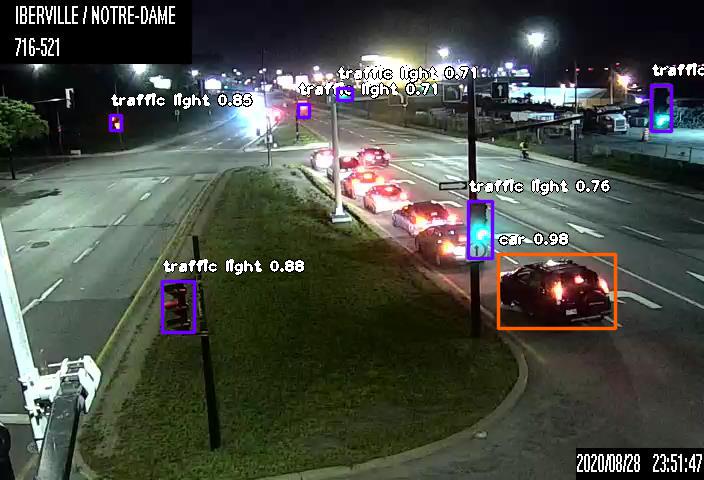 IBERVILLE / NOTRE-DAME
716-521
traffic light 0.71
traffic light 0.71
traffic light 0.85
traffic
traffic light 0.76
car 0.98
traffic light 0.88
2020/08/28 23:51:47